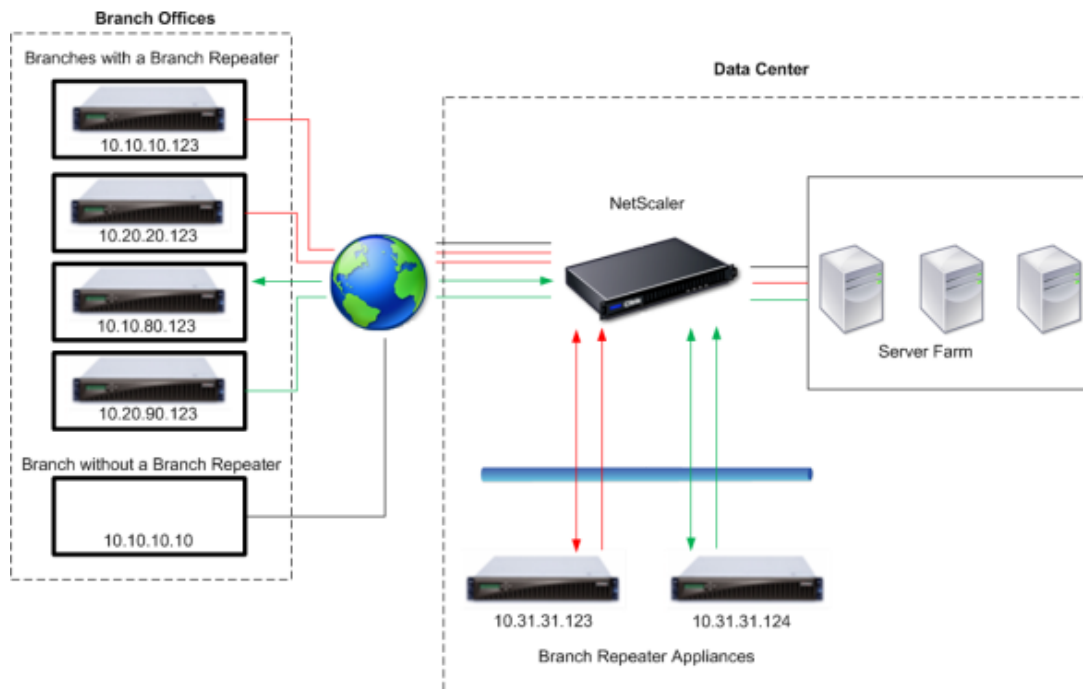 Branch Offices
Branches with a Branch Repeater
10.10.10.123
10.20.20.123
10.10.80.123
10.20.90.123
Branch without a Branch Repeater
10.10.10.10
Data Center
NetScaler
Server Farm
10.31.31.123
10.31.31.124
Branch Repeater Appliances